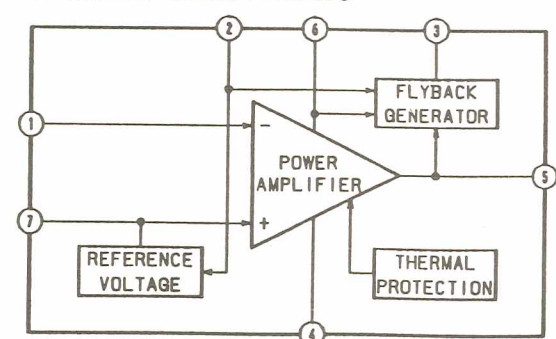 2
6
3
FLYBACK
GENERATOR
1
-
POWER
AMPLIFIER
5
7
+
REFERENCE
VOLTAGE
THERMAL
PROTECTION
4